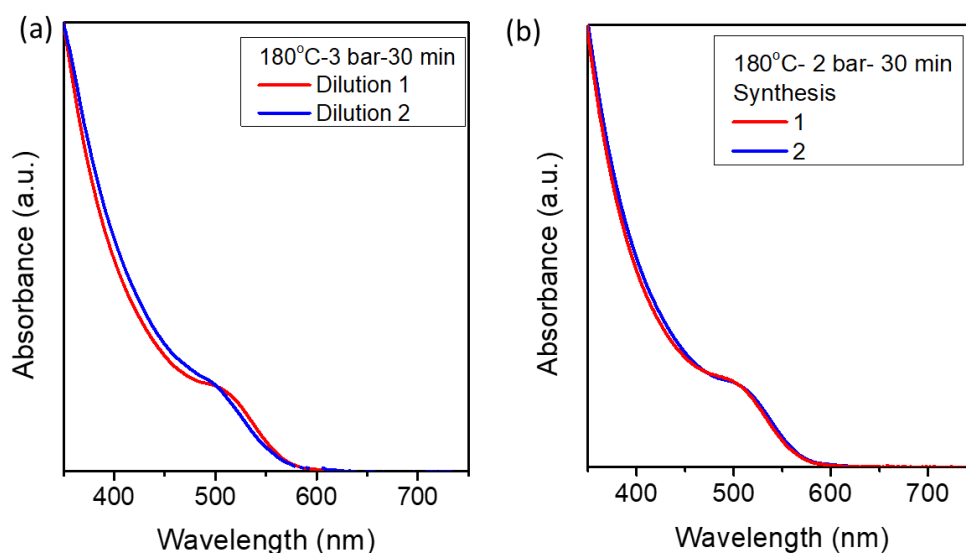 (a)
180°C-3 bar-30 min
Dilution 1
Dilution 2
Absorbance (a.u.)
400 500 600 700
Wavelength (nm)
(b)
180°C- 2 bar- 30 min
Synthesis
1
2
Absorbance (a.u.)
400 500 600 700
Wavelength (nm)